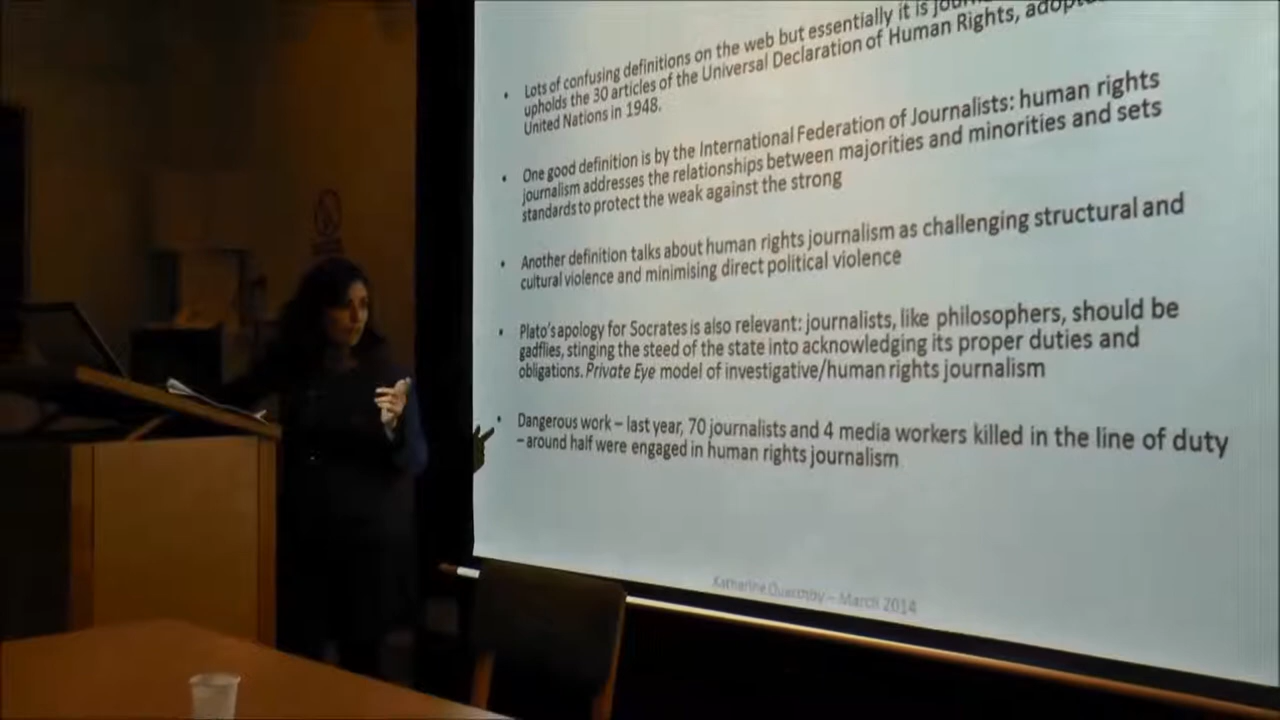 Lots of confusing definitions on the web but essentially it is
upholds the 30 articles of the Universal Declaration of Human Rights,
United Nations in 1948.
One good definition is by the International Federation of Journalists: human rights
journalism addresses the relationships between majorities and minorities and sets
standards to protect the weak against the strong
Another definition talks about human rights journalism as challenging structural and
cultural violence and minimising direct political violence
Plato's apology for Socrates is also relevant: journalists, like philosophers, should be
gadflies, stinging the steed of the state into acknowledging its proper duties and
obligations. Private Eye model of investigative/human rights journalism
Dangerous work – last year, 70 journalists and 4 media workers killed in the line of duty
– around half were engaged in human rights journalism
Katharine Quarmby – March 2014